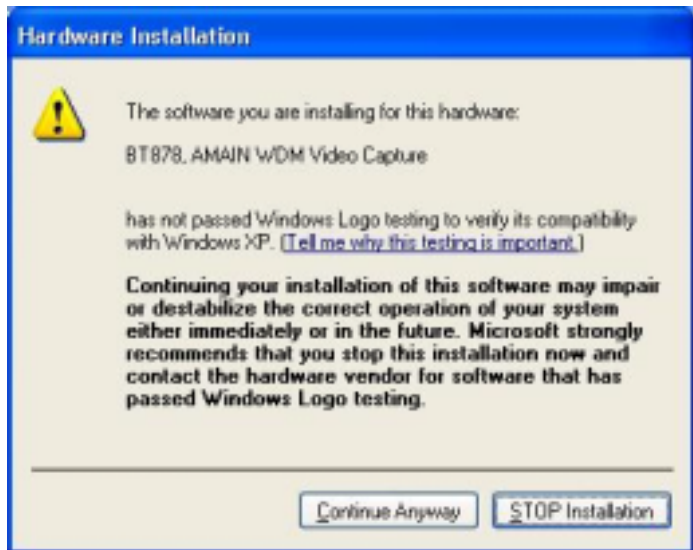 Hardware Installation
The software you are installing for this hardware:
BT878, AMAIN WDM Video Capture
has not passed Windows Logo testing to verify its compatibility
with Windows XP. (Tell me why this testing is important.)
Continuing your installation of this software may impair
or destabilize the correct operation of your system
either immediately or in the future. Microsoft strongly
recommends that you stop this installation now and
contact the hardware vendor for software that has
passed Windows Logo testing.
Continue Anyway
STOP Installation